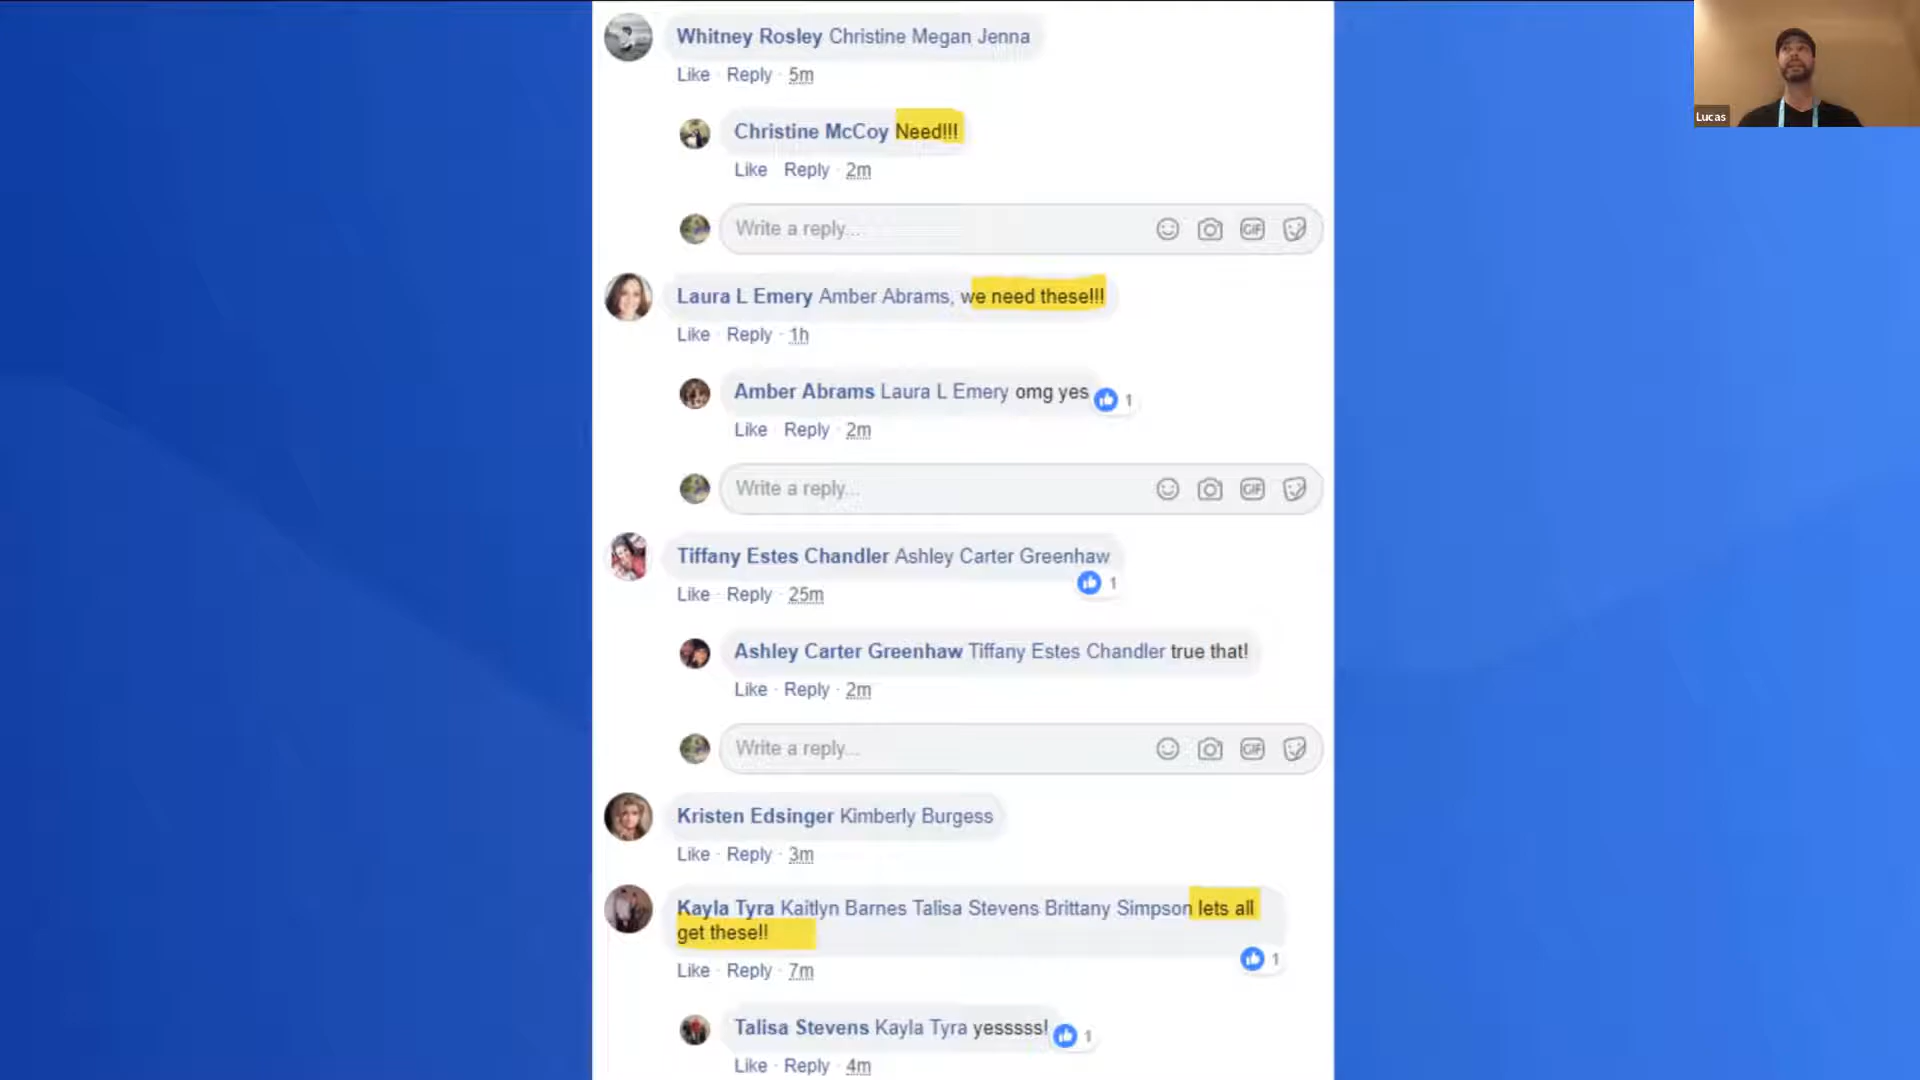 Whitney Rosley Christine Megan Jenna
Like · Reply · 5m
Christine McCoy Need!!!
Like Reply · 2m
Write a reply...
GIF
Laura L Emery Amber Abrams, we need these!!!
Like · Reply · 1h
Amber Abrams Laura L Emery omg yes
1
Like · Reply · 2m
Write a reply...
GIF
Tiffany Estes Chandler Ashley Carter Greenhaw
1
Like · Reply · 25m
Ashley Carter Greenhaw Tiffany Estes Chandler true that!
Like · Reply · 2m
Write a reply...
GIF
Kristen Edsinger Kimberly Burgess
Like · Reply · 3m
Kayla Tyra Kaitlyn Barnes Talisa Stevens Brittany Simpson lets all
get these!!
1
Like · Reply · 7m
Talisa Stevens Kayla Tyra yesssss!
1
Like · Reply · 4m
Lucas